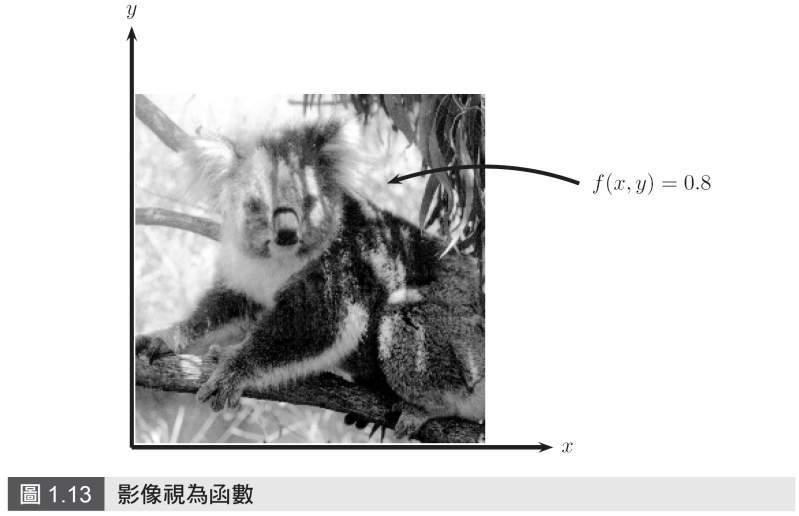 y
f(x, y) = 0.8
x
圖 1.13 影像視為函數